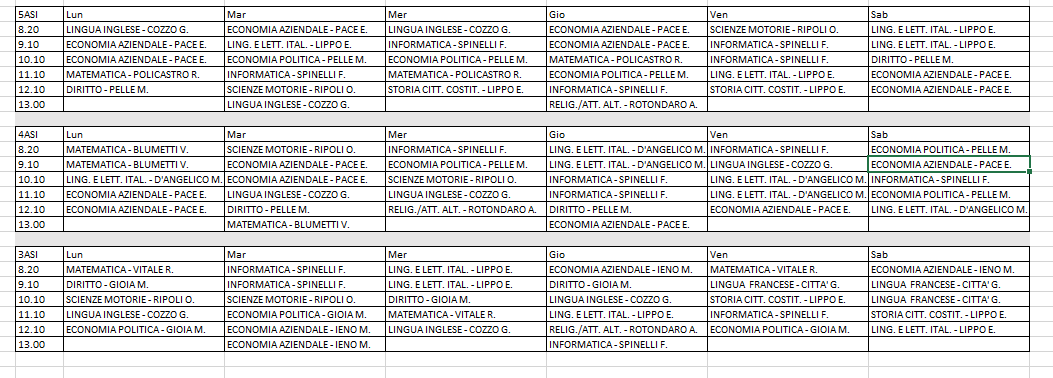 5ASI Lun Mar Mer Gio Ven Sab
8.20 LINGUA INGLESE - COZZO G. ECONOMIA AZIENDALE - PACE E. LINGUA INGLESE - COZZO G. ECONOMIA AZIENDALE - PACE E. SCIENZE MOTORIE - RIPOLI O. LING. E LETT. ITAL. - LIPPO E.
9.10 ECONOMIA AZIENDALE - PACE E. LING. E LETT. ITAL. - LIPPO E. INFORMATICA - SPINELLI F. ECONOMIA AZIENDALE - PACE E. INFORMATICA - SPINELLI F. LING. E LETT. ITAL. - LIPPO E.
10.10 ECONOMIA AZIENDALE - PACE E. ECONOMIA POLITICA - PELLE M. ECONOMIA POLITICA - PELLE M. MATEMATICA - POLICASTRO R. INFORMATICA - SPINELLI F. DIRITTO - PELLE M.
11.10 MATEMATICA - POLICASTRO R. INFORMATICA - SPINELLI F. MATEMATICA - POLICASTRO R. ECONOMIA POLITICA - PELLE M. LING. E LETT. ITAL. - LIPPO E. ECONOMIA AZIENDALE - PACE E.
12.10 DIRITTO - PELLE M. SCIENZE MOTORIE - RIPOLI O. STORIA CITT. COSTIT. - LIPPO E. INFORMATICA - SPINELLI F. STORIA CITT. COSTIT. - LIPPO E. ECONOMIA AZIENDALE - PACE E.
13.00 LINGUA INGLESE - COZZO G. RELIG./ATT. ALT. - ROTONDARO A.
4ASI Lun Mar Mer Gio Ven Sab
8.20 MATEMATICA - BLUMETTI V. SCIENZE MOTORIE - RIPOLI O. INFORMATICA - SPINELLI F. LING. E LETT. ITAL. - D'ANGELICO M. INFORMATICA - SPINELLI F. ECONOMIA POLITICA - PELLE M.
9.10 MATEMATICA - BLUMETTI V. ECONOMIA AZIENDALE - PACE E. ECONOMIA POLITICA - PELLE M. LING. E LETT. ITAL. - D'ANGELICO M. LINGUA INGLESE - COZZO G. ECONOMIA AZIENDALE - PACE E.
10.10 LING. E LETT. ITAL. - D'ANGELICO M. ECONOMIA AZIENDALE - PACE E. SCIENZE MOTORIE - RIPOLI O. INFORMATICA - SPINELLI F. LING. E LETT. ITAL. - D'ANGELICO M. INFORMATICA - SPINELLI F.
11.10 ECONOMIA AZIENDALE - PACE E. LINGUA INGLESE - COZZO G. LINGUA INGLESE - COZZO G. INFORMATICA - SPINELLI F. LING. E LETT. ITAL. - D'ANGELICO M. ECONOMIA POLITICA - PELLE M.
12.10 ECONOMIA AZIENDALE - PACE E. DIRITTO - PELLE M. RELIG./ATT. ALT. - ROTONDARO A. DIRITTO - PELLE M. ECONOMIA AZIENDALE - PACE E. LING. E LETT. ITAL. - D'ANGELICO M.
13.00 MATEMATICA - BLUMETTI V. ECONOMIA AZIENDALE - PACE E.
3ASI Lun Mar Mer Gio Ven Sab
8.20 MATEMATICA - VITALE R. INFORMATICA - SPINELLI F. LING. E LETT. ITAL. - LIPPO E. ECONOMIA AZIENDALE - IENO M. MATEMATICA - VITALE R. ECONOMIA AZIENDALE - IENO M.
9.10 DIRITTO - GIOIA M. INFORMATICA - SPINELLI F. LING. E LETT. ITAL. - LIPPO E. DIRITTO - GIOIA M. LINGUA FRANCESE - CITTA' G. LINGUA FRANCESE - CITTA' G.
10.10 SCIENZE MOTORIE - RIPOLI O. SCIENZE MOTORIE - RIPOLI O. DIRITTO - GIOIA M. LINGUA INGLESE - COZZO G. STORIA CITT. COSTIT. - LIPPO E. LINGUA FRANCESE - CITTA' G.
11.10 LINGUA INGLESE - COZZO G. ECONOMIA POLITICA - GIOIA M. MATEMATICA - VITALE R. LING. E LETT. ITAL. - LIPPO E. INFORMATICA - SPINELLI F. STORIA CITT. COSTIT. - LIPPO E.
12.10 ECONOMIA POLITICA - GIOIA M. ECONOMIA AZIENDALE - IENO M. LINGUA INGLESE - COZZO G. RELIG./ATT. ALT. - ROTONDARO A. ECONOMIA POLITICA - GIOIA M. LING. E LETT. ITAL. - LIPPO E.
13.00 ECONOMIA AZIENDALE - IENO M. INFORMATICA - SPINELLI F.